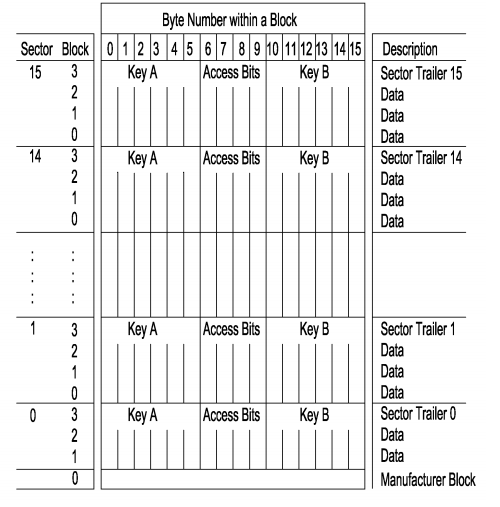 Byte Number within a Block
Sector Block 0 1 2 3 4 5 6 7 8 9 10 11 12 13 14 15 Description
15 3 Key A Access Bits Key B Sector Trailer 15
2 Data
1 Data
0 Data
14 3 Key A Access Bits Key B Sector Trailer 14
2 Data
1 Data
0 Data
: :
: :
: :
1 3 Key A Access Bits Key B Sector Trailer 1
2 Data
1 Data
0 Data
0 3 Key A Access Bits Key B Sector Trailer 0
2 Data
1 Data
0 Manufacturer Block